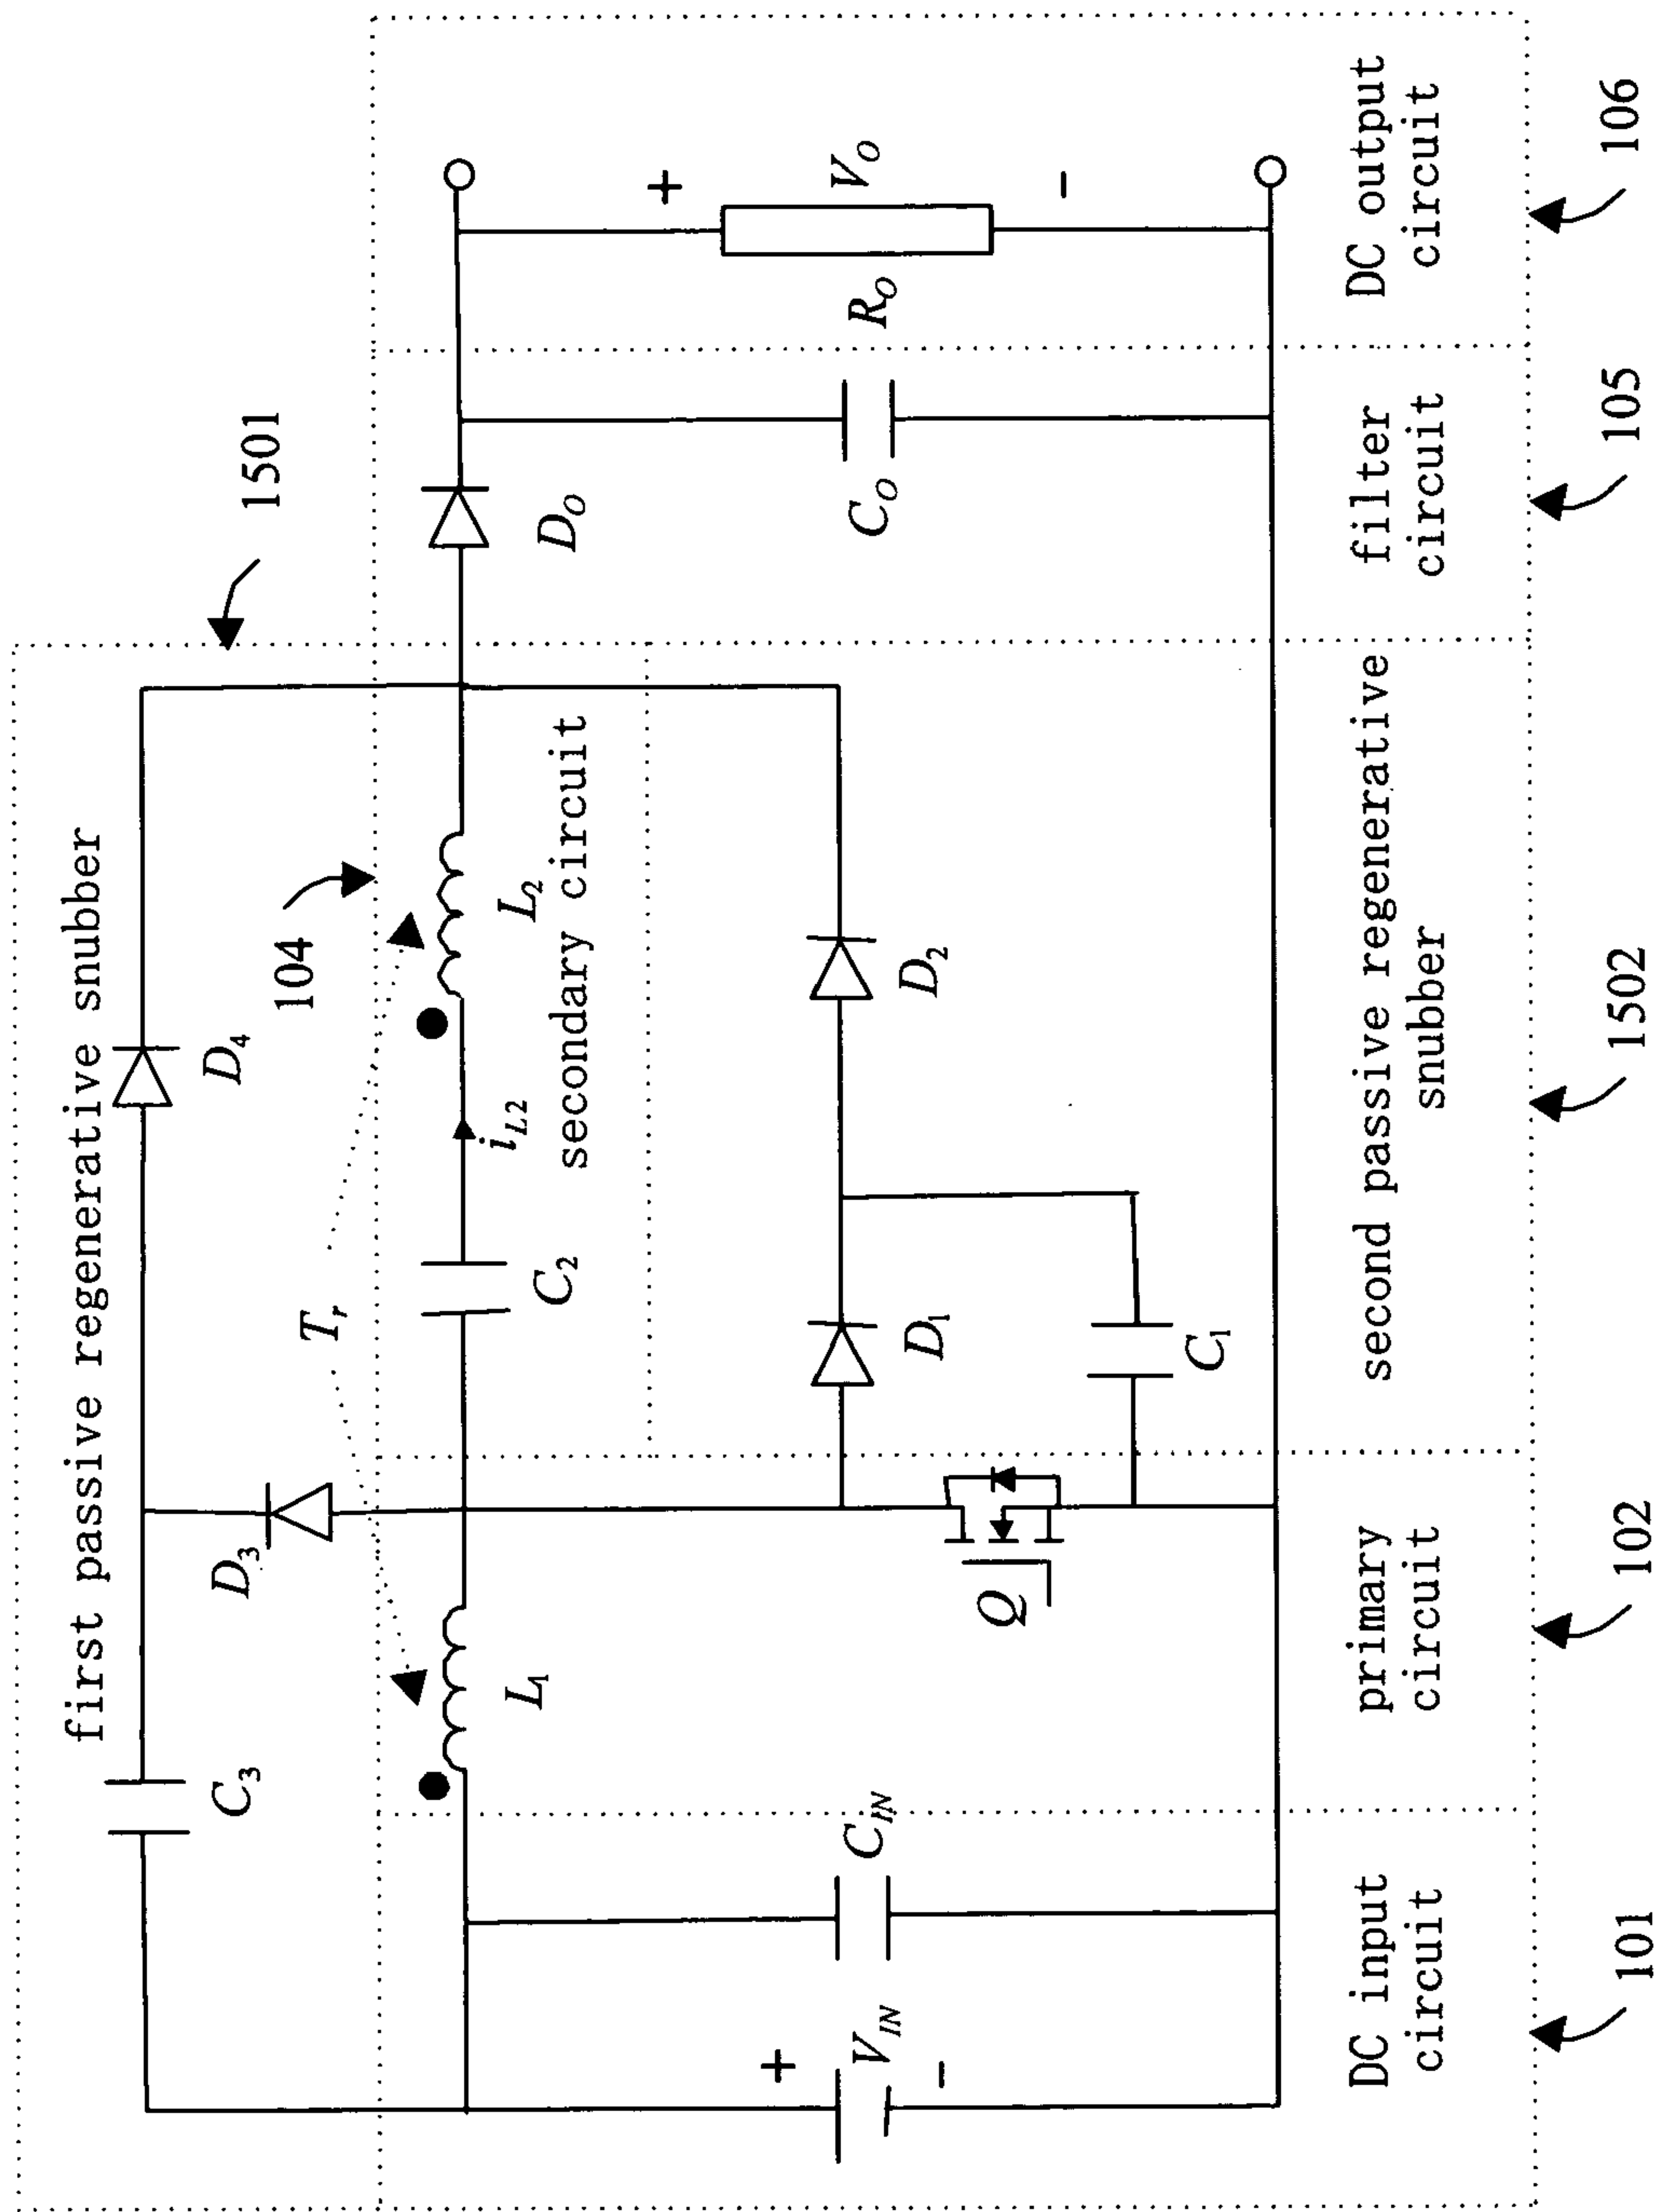 first passive regenerative snubber
1501
C3
D3
D4
Tr
104
L1
C2
iL2
L2
secondary circuit
DO
+
VIN
-
CIN
Q
D1
C1
D2
CO
RO
+
VO
-
DC input
circuit
primary
circuit
second passive regenerative
snubber
filter
circuit
DC output
circuit
101
102
1502
105
106